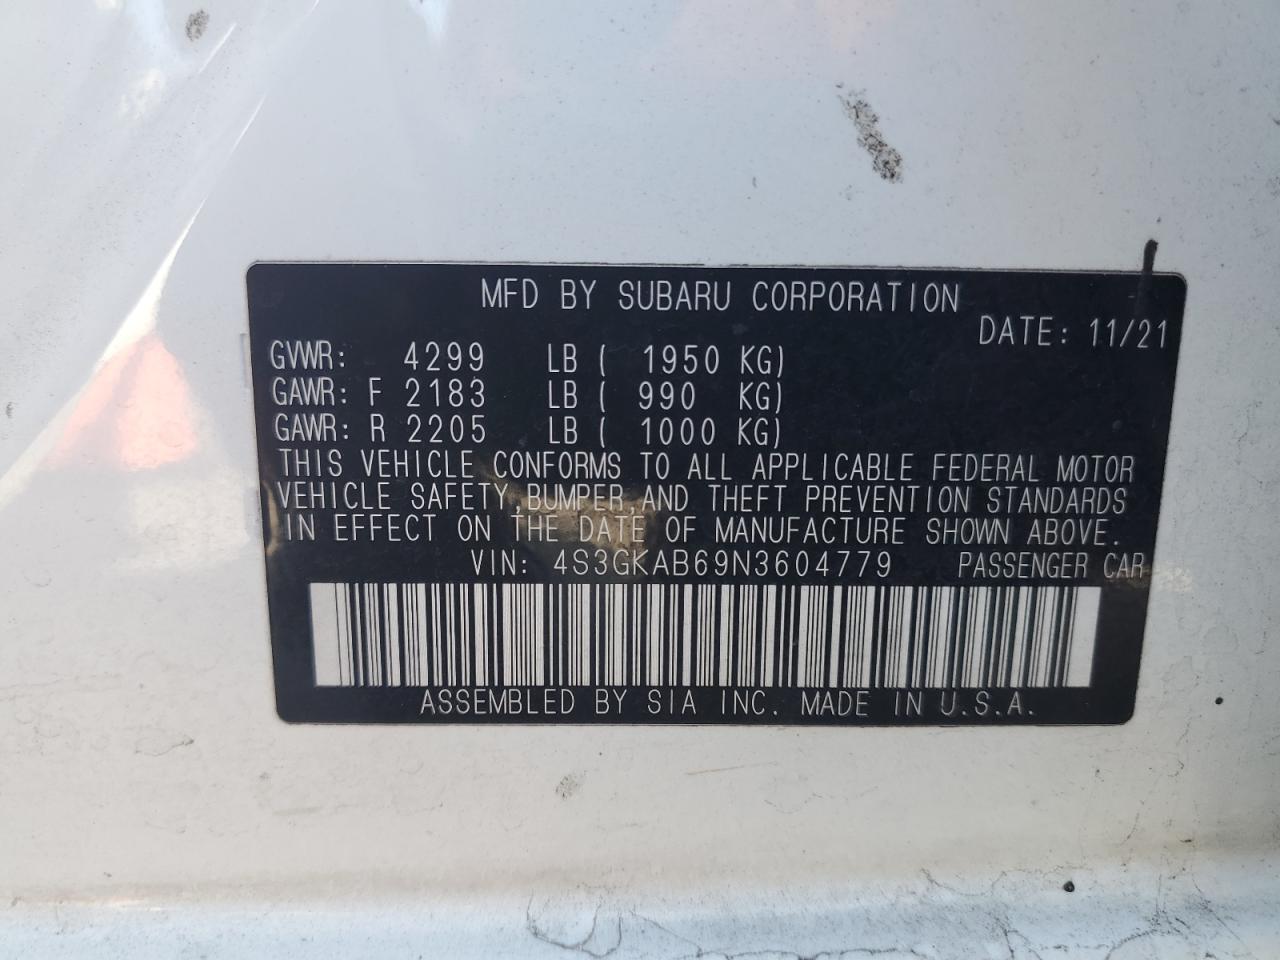 MFD BY SUBARU CORPORATION
DATE: 11/21
GVWR: 4299 LB ( 1950 KG)
GAWR: F 2183 LB ( 990 KG)
GAWR: R 2205 LB ( 1000 KG)
THIS VEHICLE CONFORMS TO ALL APPLICABLE FEDERAL MOTOR
VEHICLE SAFETY, BUMPER, AND THEFT PREVENTION STANDARDS
IN EFFECT ON THE DATE OF MANUFACTURE SHOWN ABOVE.
VIN: 4S3GKAB69N3604779 PASSENGER CAR
ASSEMBLED BY SIA INC. MADE IN U.S.A.